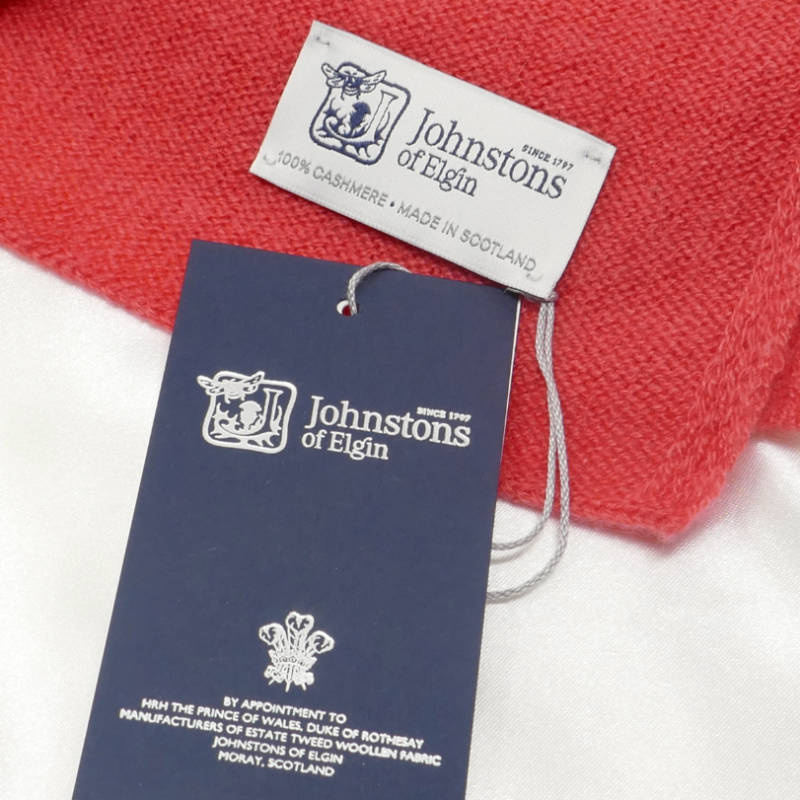 SINCE 1797
Johnstons
of Elgin
100% CASHMERE • MADE IN SCOTLAND
SINCE 1797
Johnstons
of Elgin
BY APPOINTMENT TO
HRH THE PRINCE OF WALES, DUKE OF ROTHESAY
MANUFACTURERS OF ESTATE TWEED WOOLLEN FABRIC
JOHNSTONS OF ELGIN
MORAY, SCOTLAND